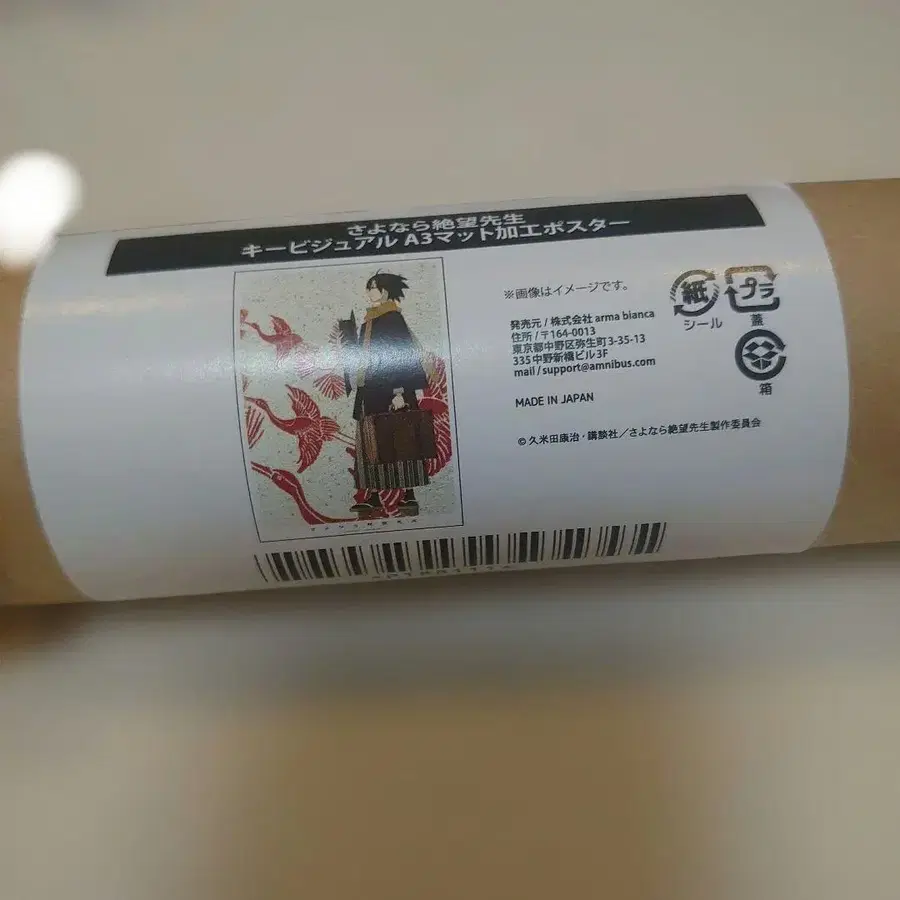 さよなら絶望先生
キービジュアル A3マット加工ポスター
※画像はイメージです。
発売元 / 株式会社 arma bianca
住所 / 〒164-0013
東京都中野区弥生町3-35-13
335中野新橋ビル3F
mail / support@amnibus.com
MADE IN JAPAN
©久米田康治・講談社／さよなら絶望先生製作委員会
紙
シール
プラ
蓋
箱